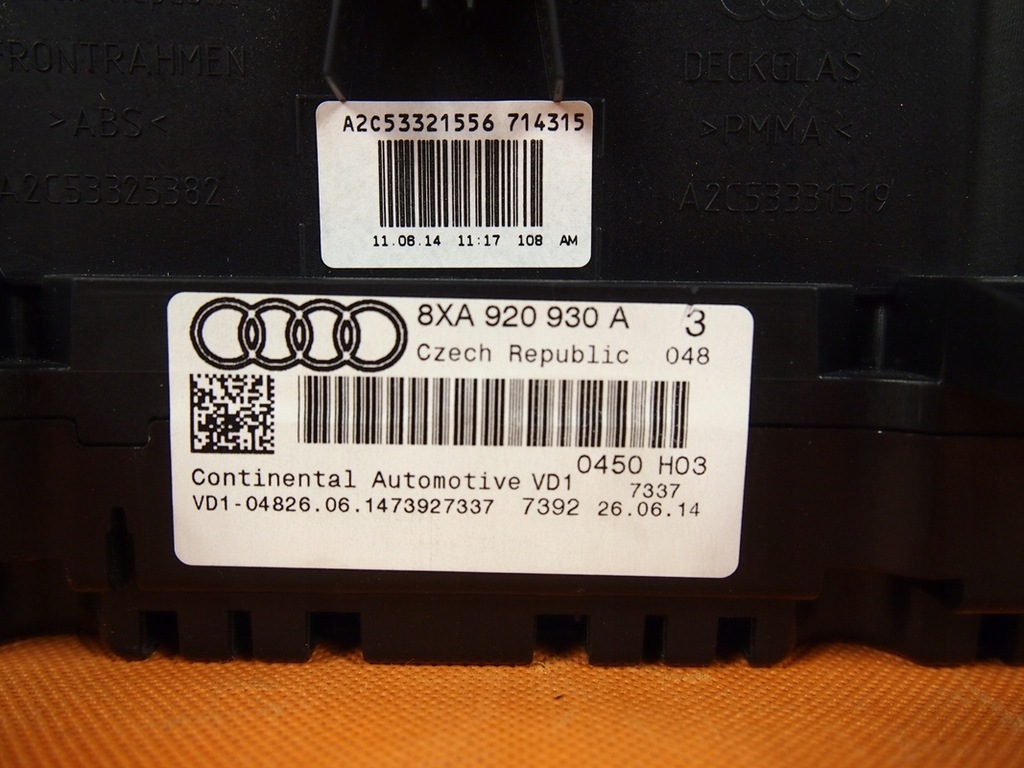 FRONTRAHMEN
>ABS<
A2C53325382
DECKGLAS
>PMMA<
A2C53331519
A2C53321556 714315
11.06.14 11:17 108 AM
8XA 920 930 A 3
Czech Republic 048
0450 H03
Continental Automotive VD1 7337
VD1-04826.06.1473927337 7392 26.06.14